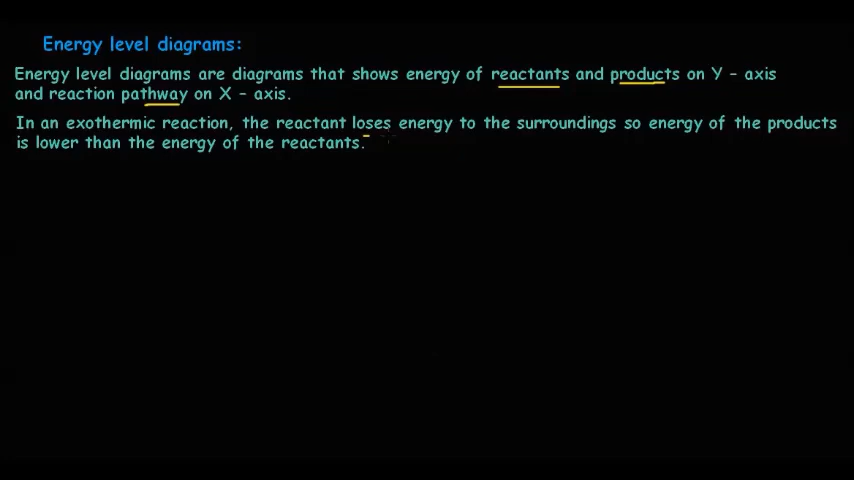 Energy level diagrams:
Energy level diagrams are diagrams that shows energy of reactants and products on Y - axis
and reaction pathway on X - axis.
In an exothermic reaction, the reactant loses energy to the surroundings so energy of the products
is lower than the energy of the reactants.